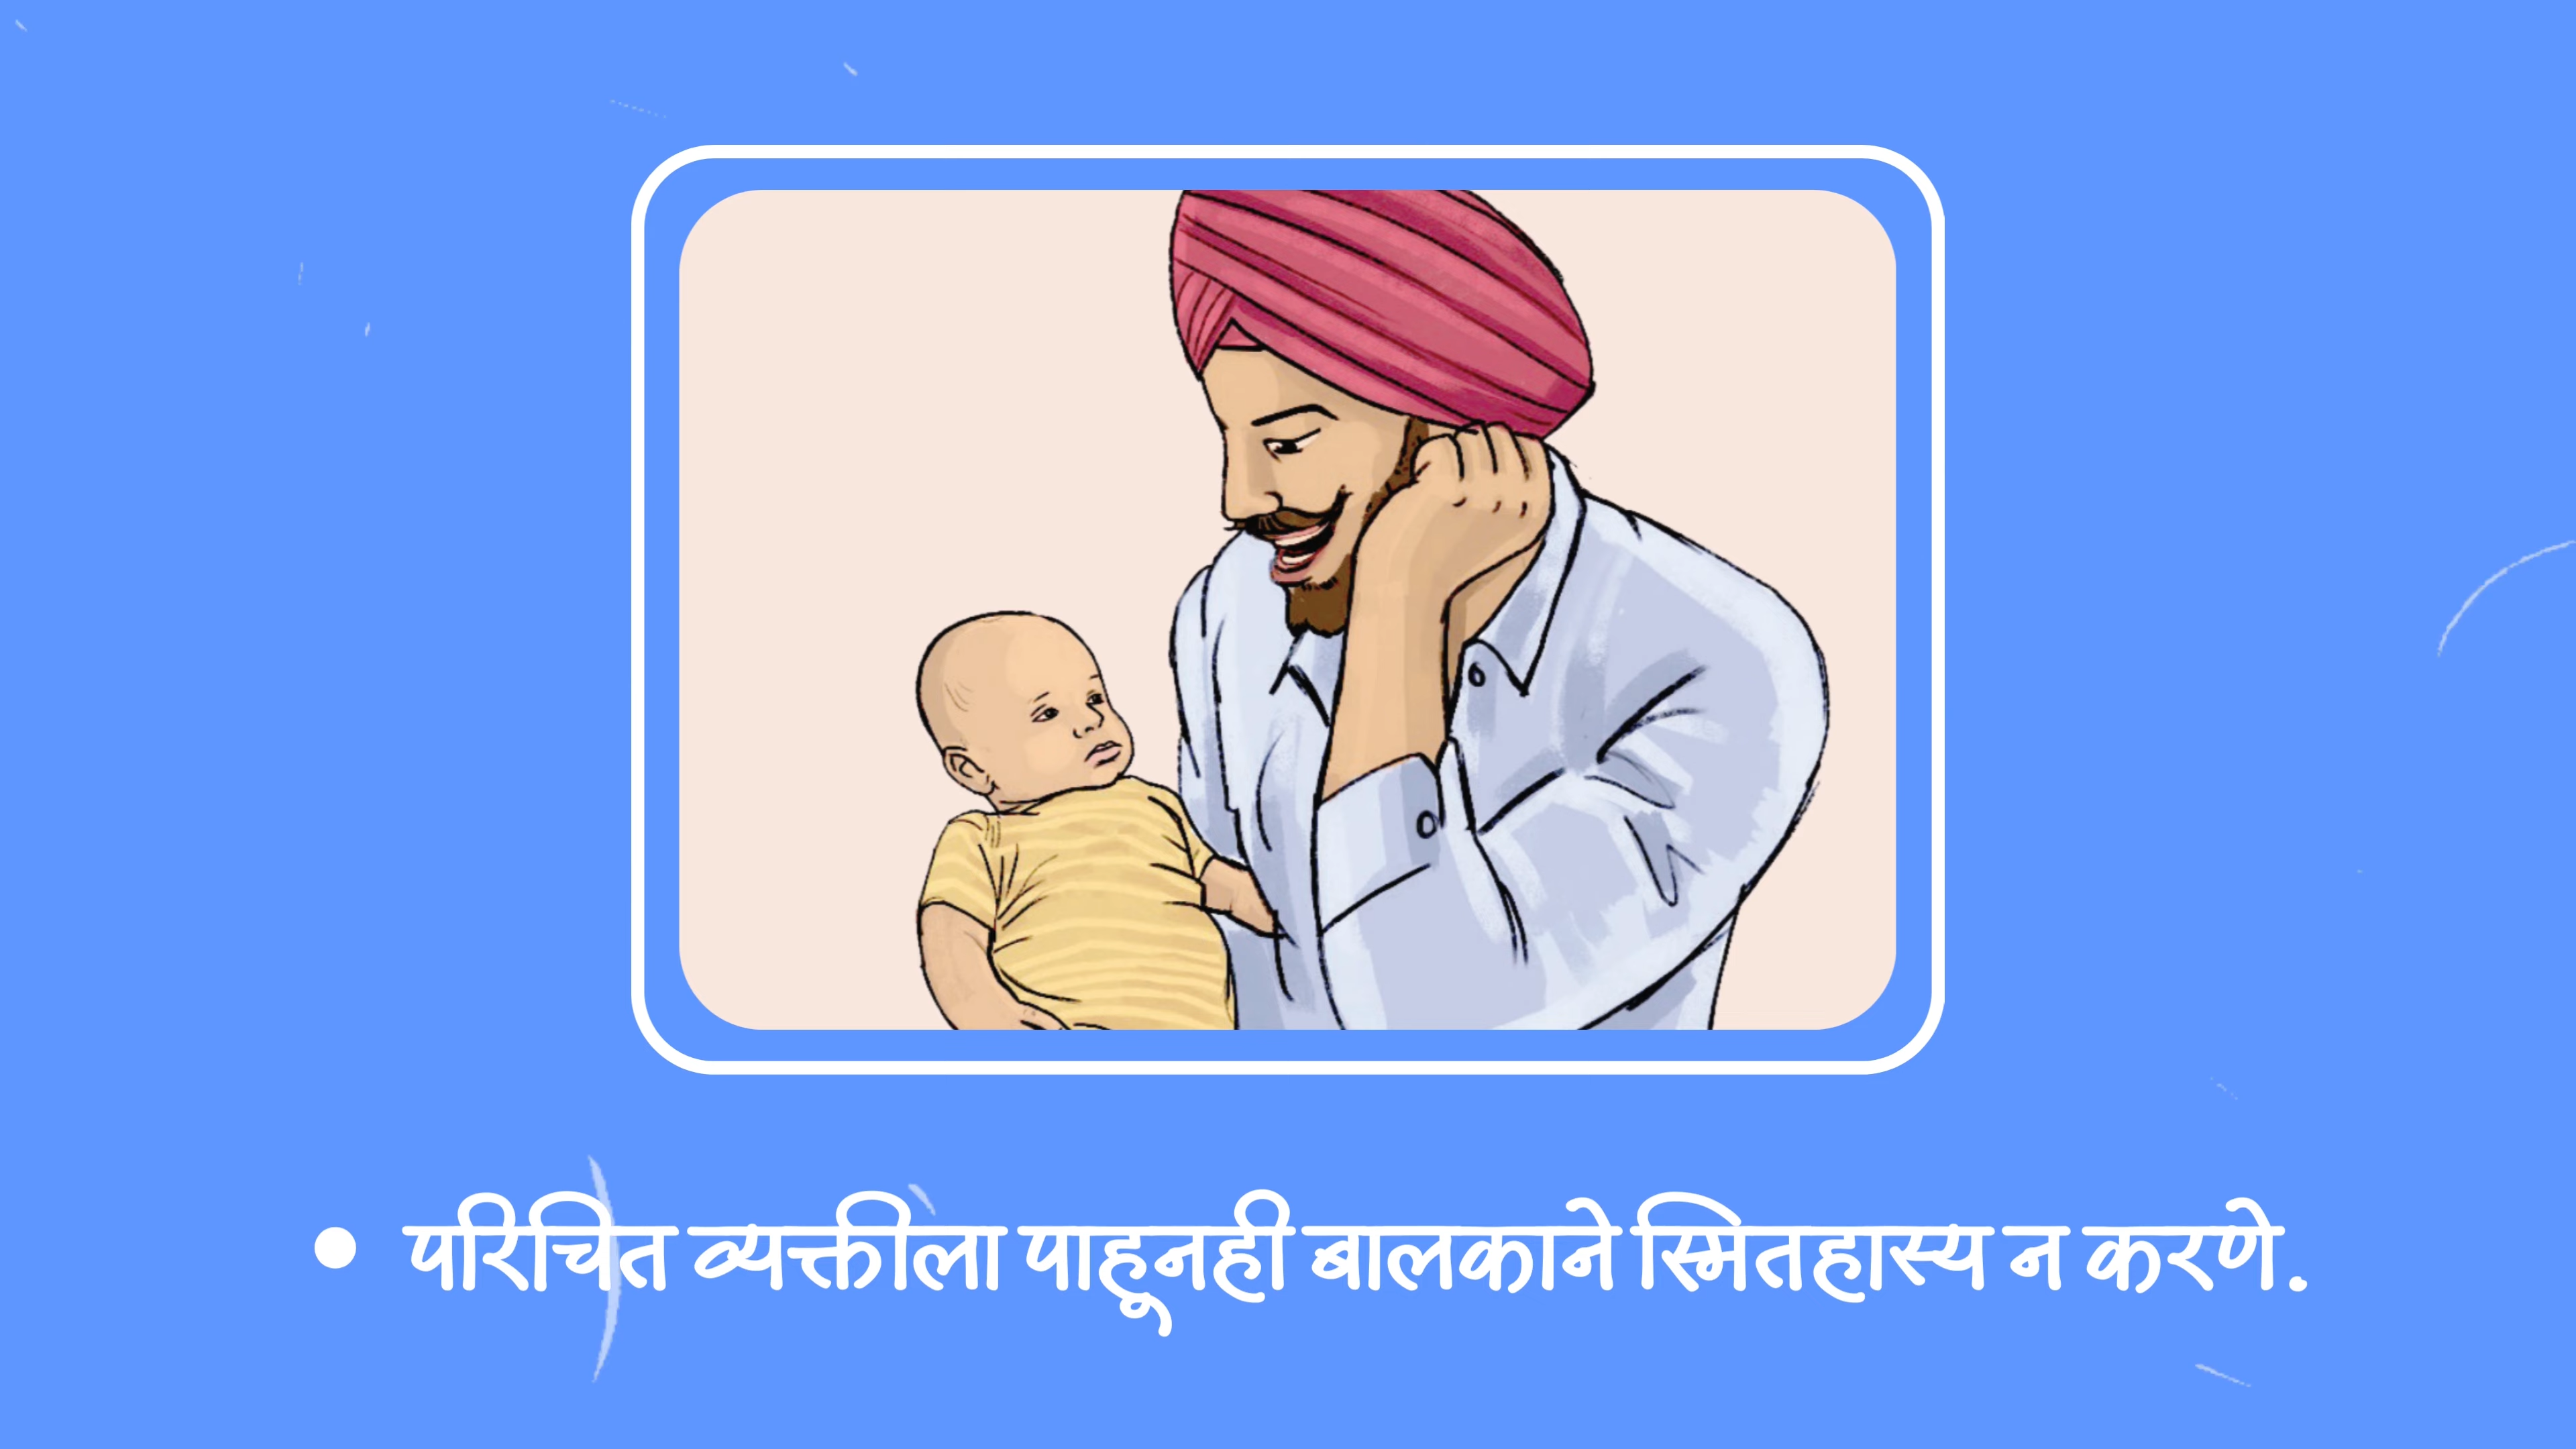 • परिचित व्यक्तीला पाहूनही बालकाने स्मितहास्य न करणे.